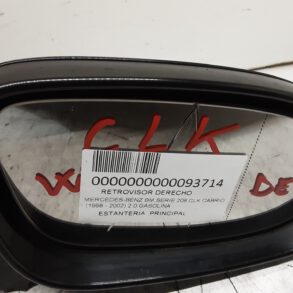 CLK
DE
0000000000093714
RETROVISOR DERECHO
MERCEDES-BENZ BM SERIE 208 CLK CABRIO
(1998 - 2002) 2.0 GASOLINA
ESTANTERIA PRINCIPAL